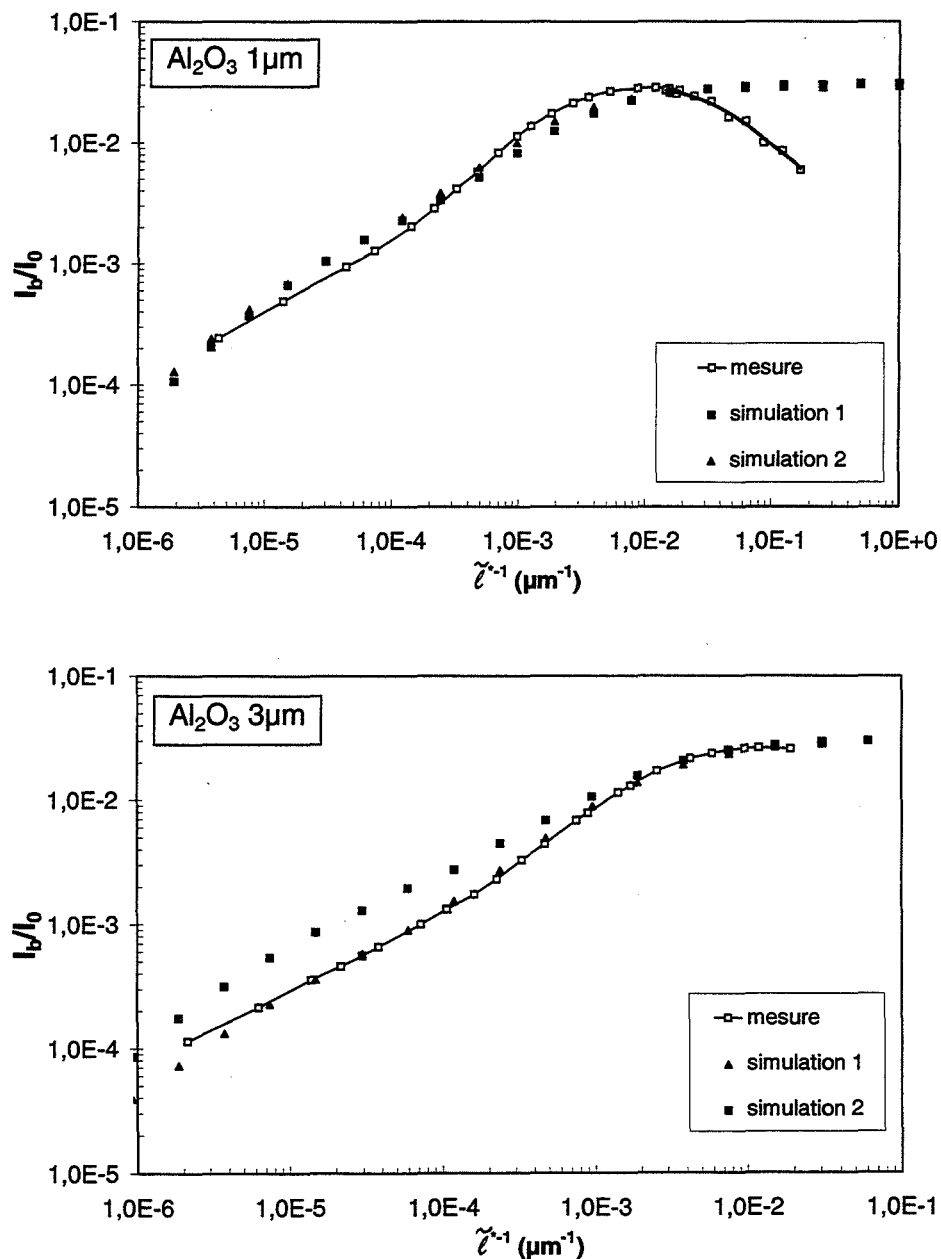 Al₂O₃ 1µm
1,0E-1
1,0E-2
1,0E-3
1,0E-4
1,0E-5
I_b/I_0
mesure
simulation 1
simulation 2
1,0E-6 1,0E-5 1,0E-4 1,0E-3 1,0E-2 1,0E-1 1,0E+0
ℓ̃*⁻¹ (µm⁻¹)
Al₂O₃ 3µm
1,0E-1
1,0E-2
1,0E-3
1,0E-4
1,0E-5
I_b/I_0
mesure
simulation 1
simulation 2
1,0E-6 1,0E-5 1,0E-4 1,0E-3 1,0E-2 1,0E-1
ℓ̃*⁻¹ (µm⁻¹)